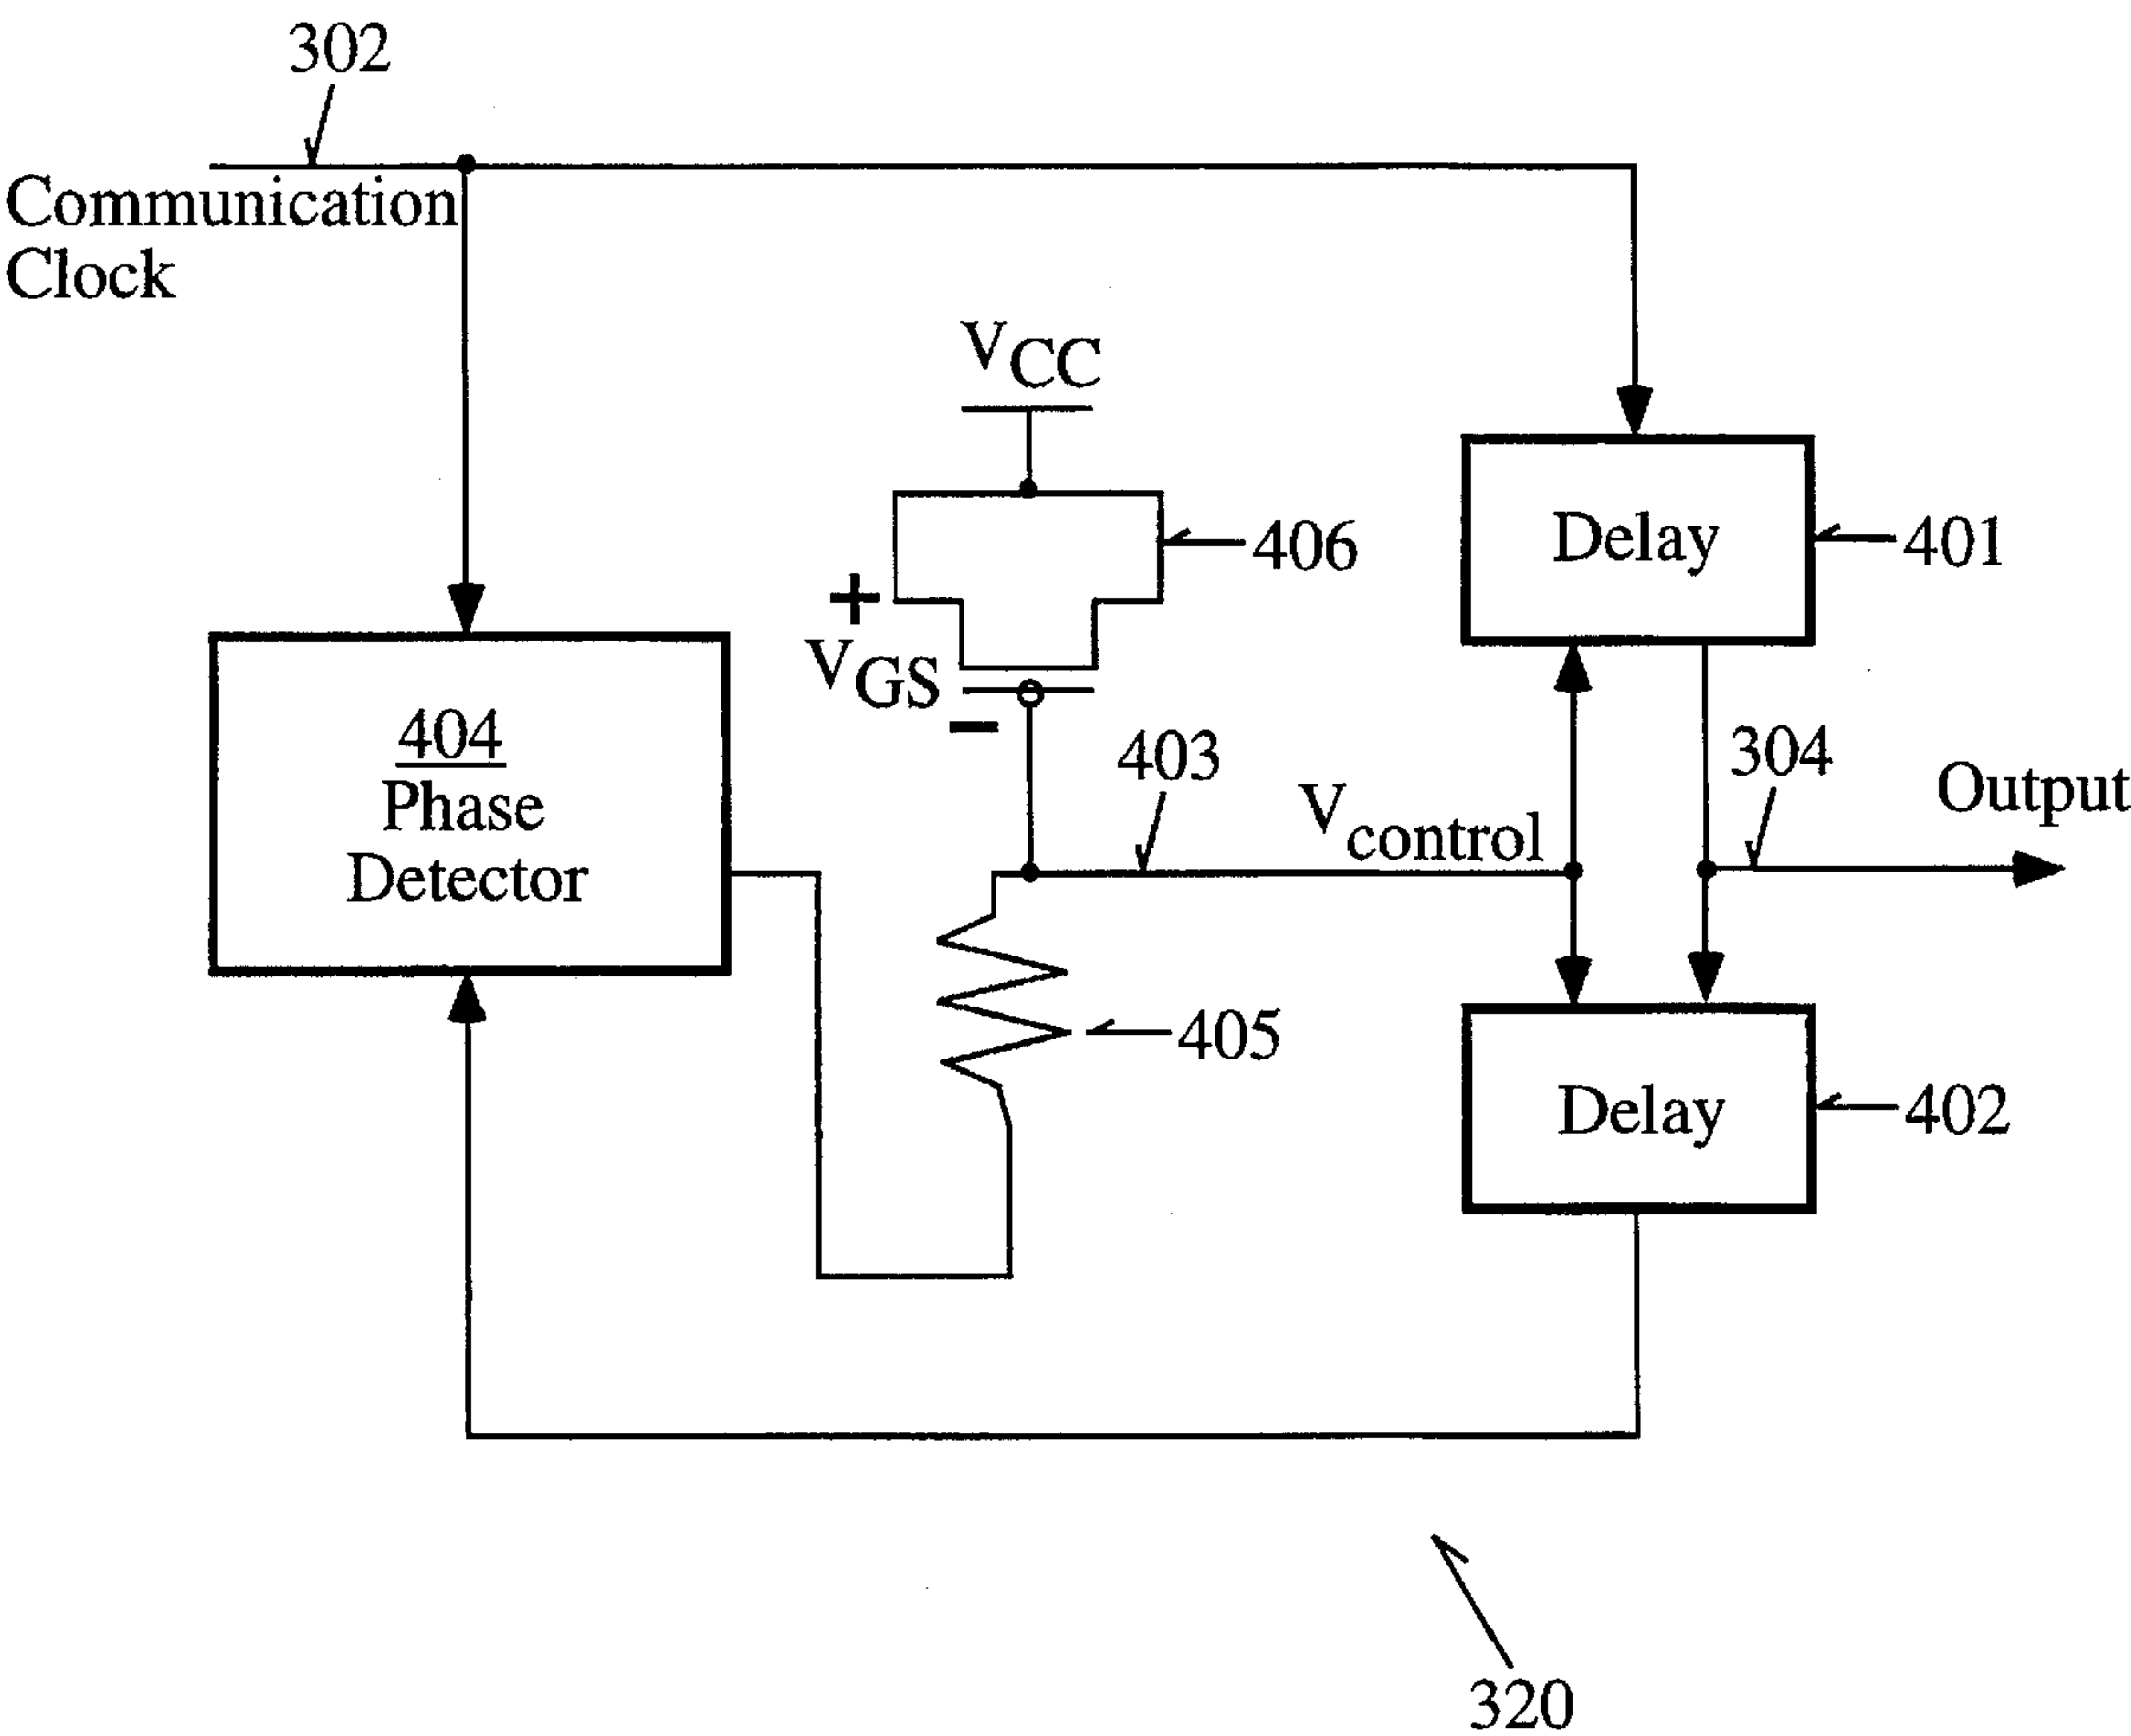 302
Communication
Clock
VCC
406
Delay
401
+
VGS
−
404
Phase
Detector
403
Vcontrol
304
Output
405
Delay
402
320